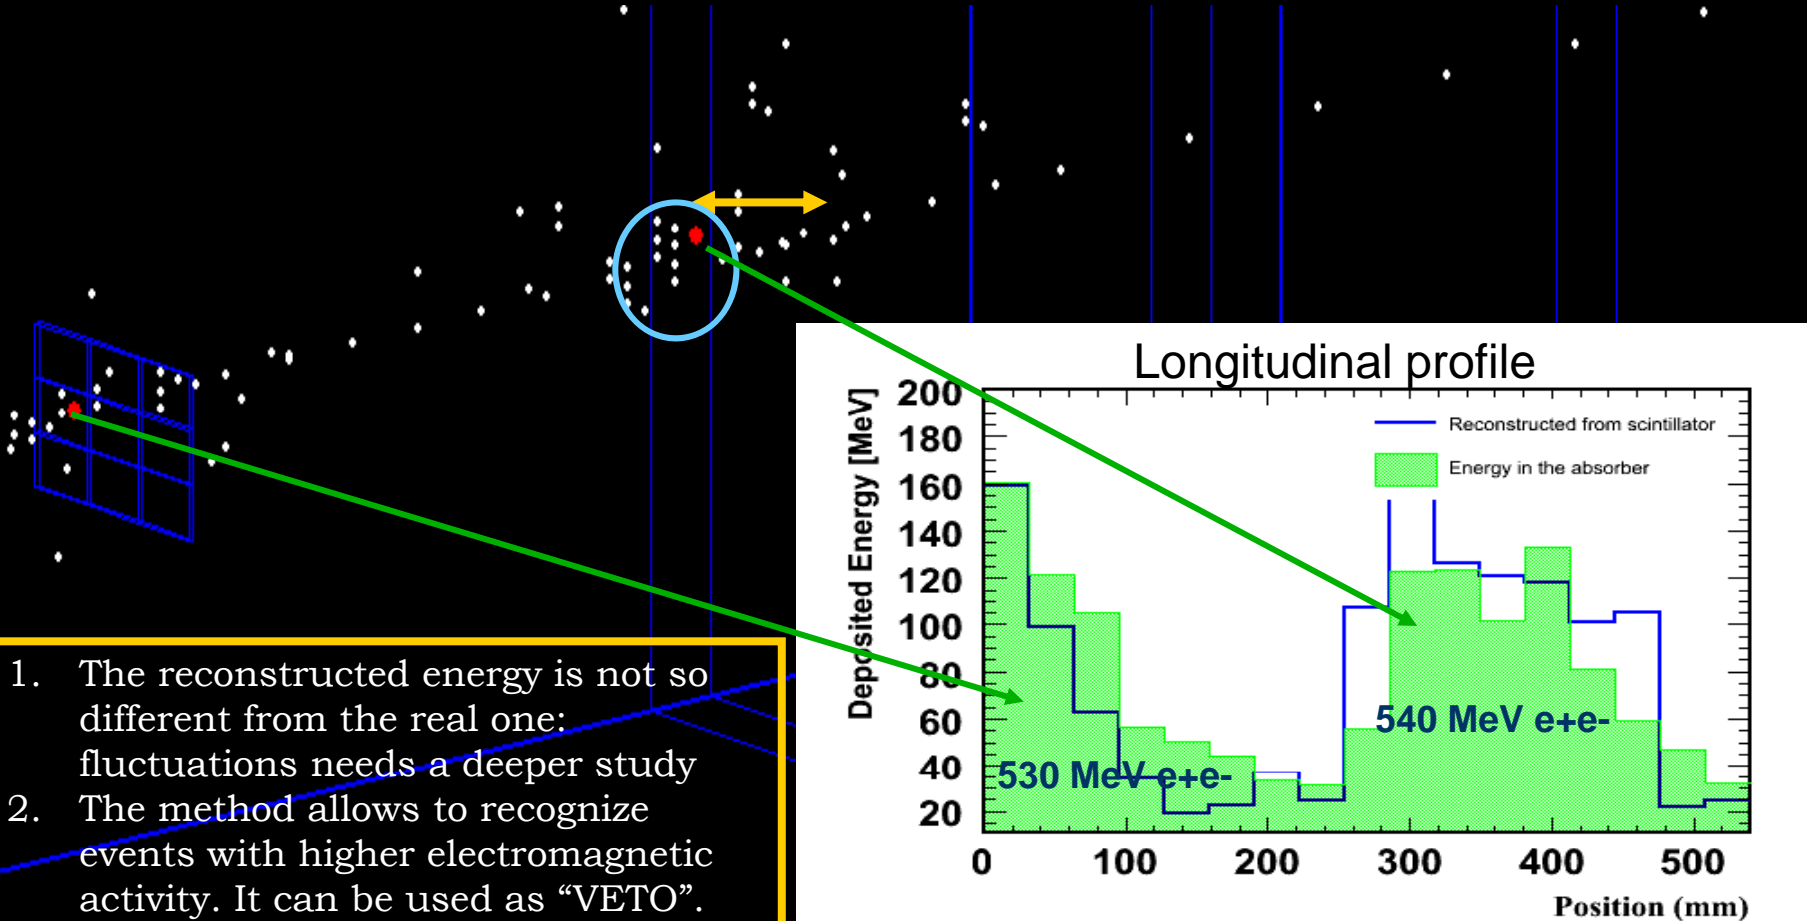 Longitudinal profile
Deposited Energy [MeV]
200
180
160
140
120
100
80
60
40
20
Reconstructed from scintillator
Energy in the absorber
540 MeV e+e-
530 MeV e+e-
0 100 200 300 400 500
Position (mm)
1. The reconstructed energy is not so
different from the real one:
fluctuations needs a deeper study
2. The method allows to recognize
events with higher electromagnetic
activity. It can be used as “VETO”.